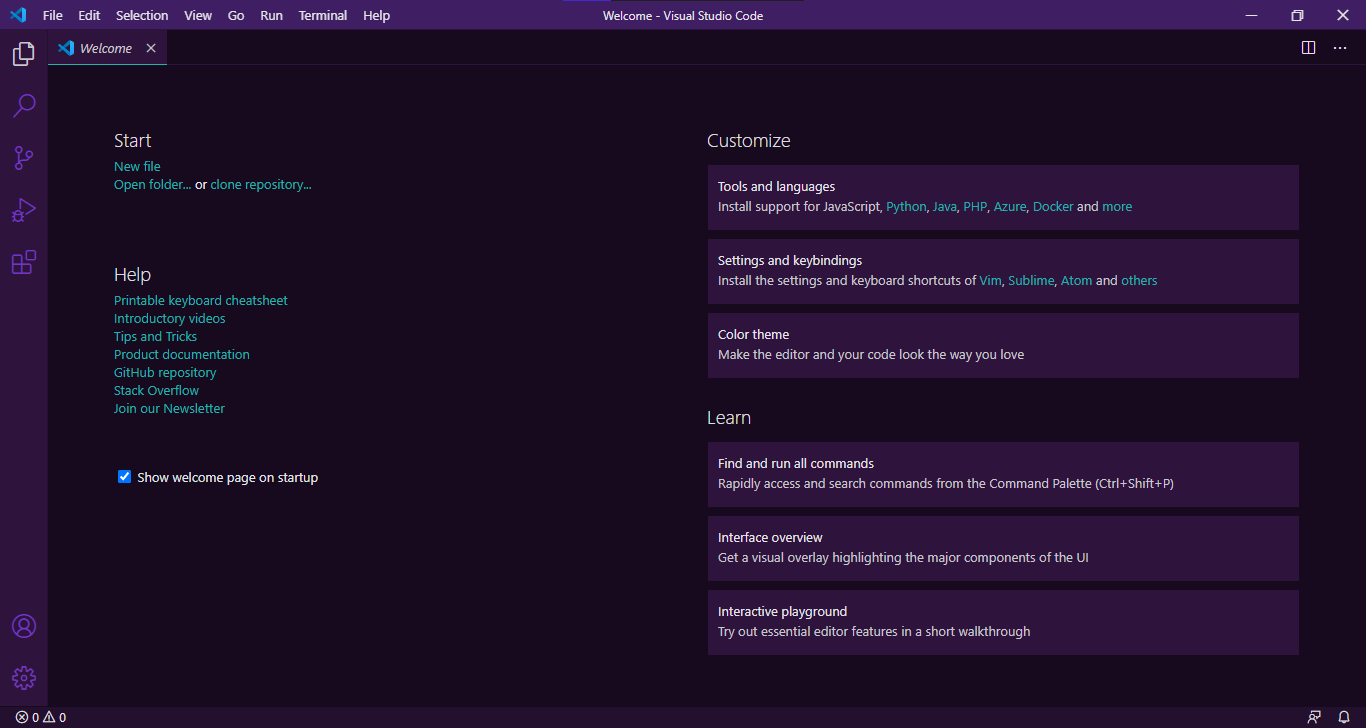 File Edit Selection View Go Run Terminal Help
Welcome - Visual Studio Code
Welcome
Start
New file
Open folder... or clone repository...
Help
Printable keyboard cheatsheet
Introductory videos
Tips and Tricks
Product documentation
GitHub repository
Stack Overflow
Join our Newsletter
Show welcome page on startup
Customize
Tools and languages
Install support for JavaScript, Python, Java, PHP, Azure, Docker and more
Settings and keybindings
Install the settings and keyboard shortcuts of Vim, Sublime, Atom and others
Color theme
Make the editor and your code look the way you love
Learn
Find and run all commands
Rapidly access and search commands from the Command Palette (Ctrl+Shift+P)
Interface overview
Get a visual overlay highlighting the major components of the UI
Interactive playground
Try out essential editor features in a short walkthrough
0 0